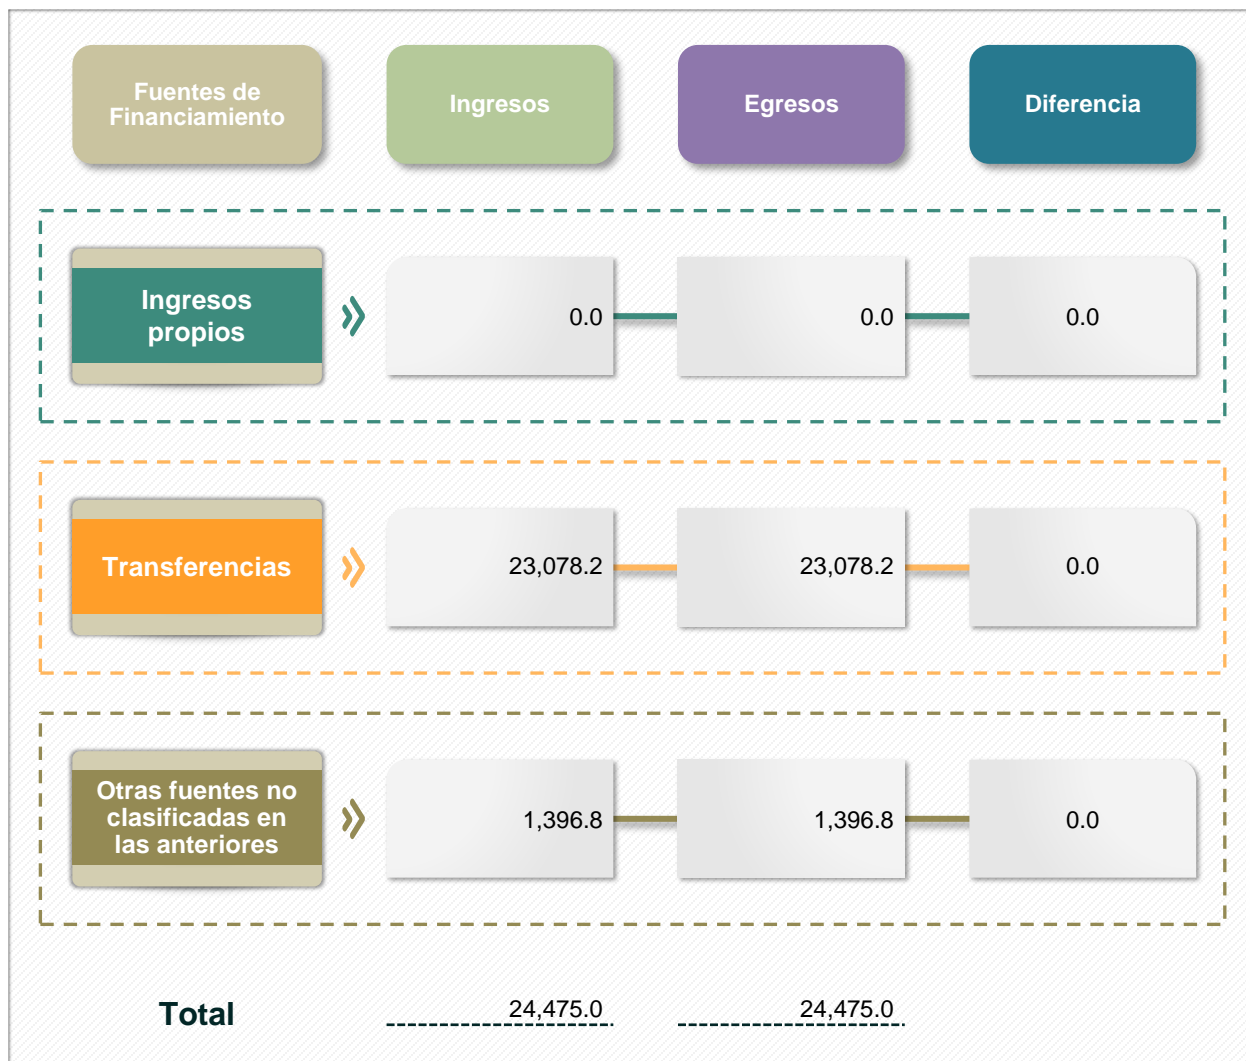 Fuentes de
Financiamiento
Ingresos
Egresos
Diferencia
Ingresos
propios
0.0
0.0
0.0
Transferencias
23,078.2
23,078.2
0.0
Otras fuentes no
clasificadas en
las anteriores
1,396.8
1,396.8
0.0
Total
24,475.0
24,475.0